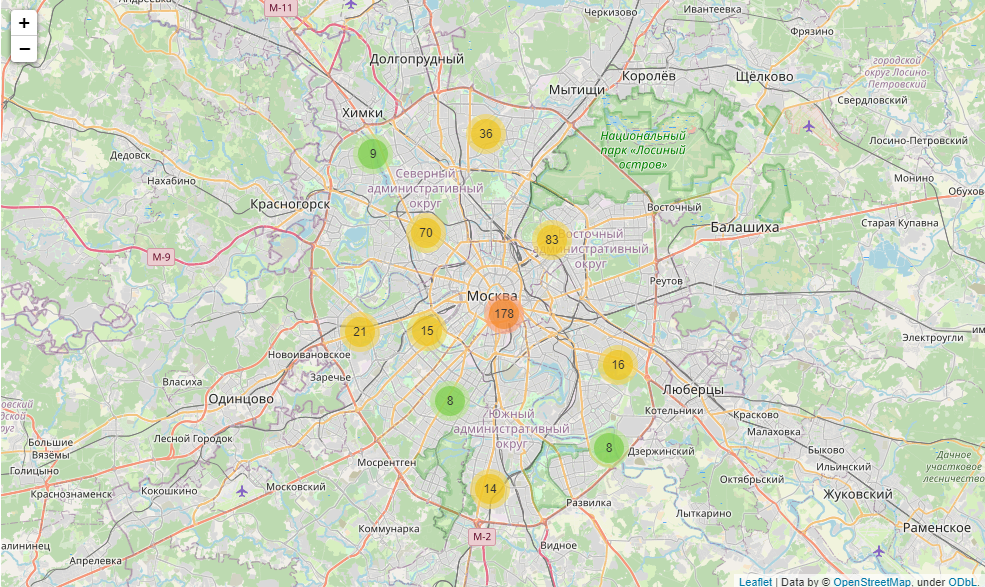 Андреевка
М-11
Черкизово
Ивантеевка
Фрязино
+
−
Долгопрудный
Королёв
Щёлково
городской
округ Лосино-
Петровский
Мытищи
Свердловский
Химки
36
Национальный
парк «Лосиный
остров»
Лосино-Петровский
9
Дедовск
Нахабино
Северный
административный
округ
Монино
Обухово
Красногорск
Восточный
Балашиха
Старая Купавна
70
83
Восточный
административный
округ
М-9
Реутов
Москва
178
21
15
Электроугли
Новоивановское
16
Заречье
Власиха
Люберцы
Одинцово
8
Котельники
Красково
Южный
административный
округ
Малаховка
Лесной Городок
Большие
Вязёмы
8
Дзержинский
Быково
Дачное
участковое
лесничество
Голицыно
Мосрентген
Ильинский
Октябрьский
Краснознаменск
Кокошкино
Московский
14
Жуковский
Развилка
Лыткарино
Коммунарка
М-2
Раменское
Видное
Апрелевка
Leaflet | Data by © OpenStreetMap, under ODbL.